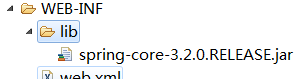 WEB-INF
lib
spring-core-3.2.0.RELEASE.jar
web.xml